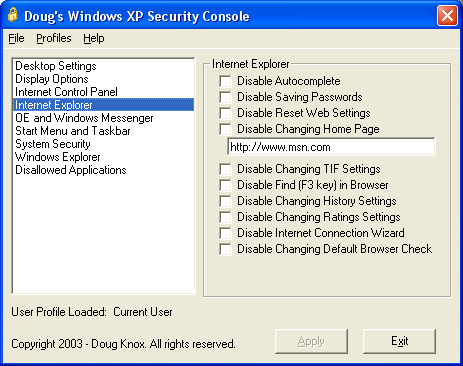 Doug's Windows XP Security Console
File Profiles Help
Desktop Settings
Display Options
Internet Control Panel
Internet Explorer
OE and Windows Messenger
Start Menu and Taskbar
System Security
Windows Explorer
Disallowed Applications
Internet Explorer
Disable Autocomplete
Disable Saving Passwords
Disable Reset Web Settings
Disable Changing Home Page
http://www.msn.com
Disable Changing TIF Settings
Disable Find (F3 key) in Browser
Disable Changing History Settings
Disable Changing Ratings Settings
Disable Internet Connection Wizard
Disable Changing Default Browser Check
User Profile Loaded: Current User
Copyright 2003 - Doug Knox. All rights reserved.
Apply
Exit